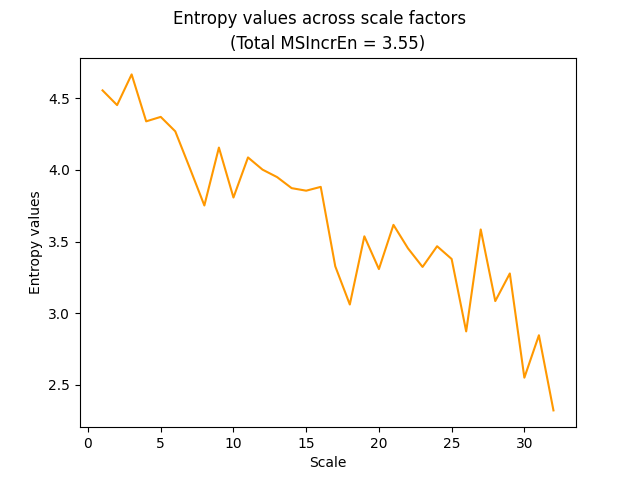 Entropy values across scale factors
(Total MSIncrEn = 3.55)
Entropy values
4.5
4.0
3.5
3.0
2.5
0 5 10 15 20 25 30
Scale